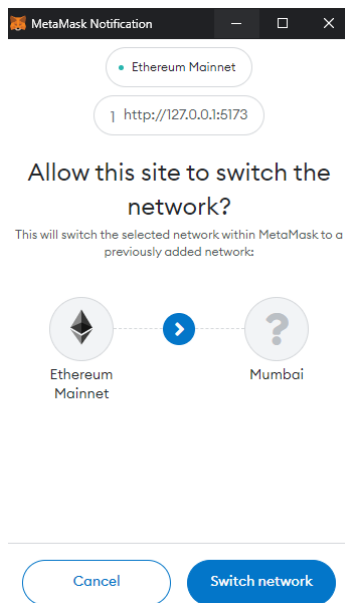 MetaMask Notification
Ethereum Mainnet
1 http://127.0.0.1:5173
Allow this site to switch the
network?
This will switch the selected network within MetaMask to a
previously added network:
?
Ethereum
Mainnet
Mumbai
Cancel
Switch network